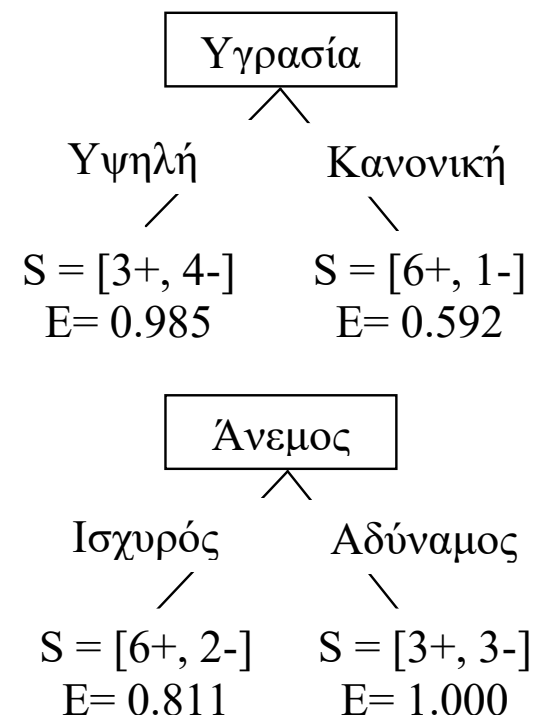 Υγρασία
Υψηλή Κανονική
S = [3+, 4-] S = [6+, 1-]
E= 0.985 E= 0.592
Άνεμος
Ισχυρός Αδύναμος
S = [6+, 2-] S = [3+, 3-]
E= 0.811 E= 1.000